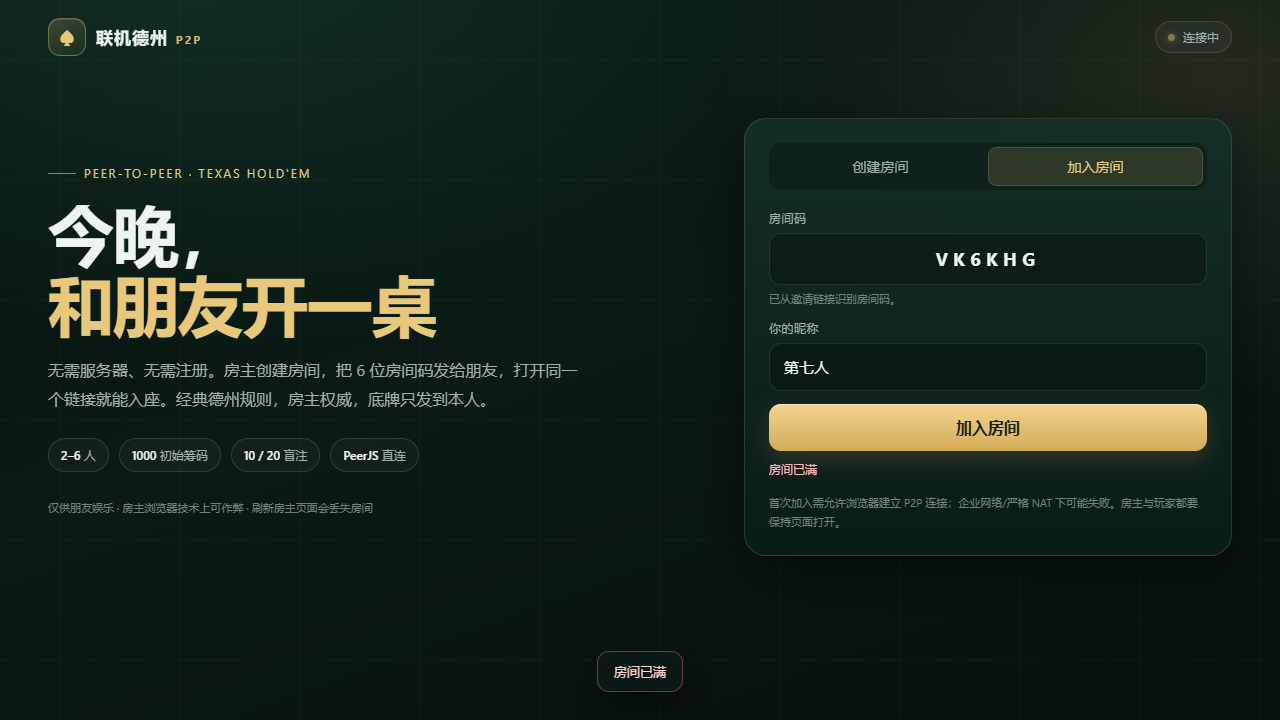 联机德州 P2P
连接中
PEER-TO-PEER · TEXAS HOLD'EM
今晚，
和朋友开一桌
无需服务器、无需注册。房主创建房间，把 6 位房间码发给朋友，打开同一
个链接就能入座。经典德州规则，房主权威，底牌只发到本人。
2–6 人
1000 初始筹码
10 / 20 盲注
PeerJS 直连
仅供朋友娱乐 · 房主浏览器技术上可作弊 · 刷新房主页面会丢失房间
创建房间
加入房间
房间码
VK6KHG
已从邀请链接识别房间码。
你的昵称
第七人
加入房间
房间已满
首次加入需允许浏览器建立 P2P 连接；企业网络/严格 NAT 下可能失败。房主与玩家都要
保持页面打开。
房间已满